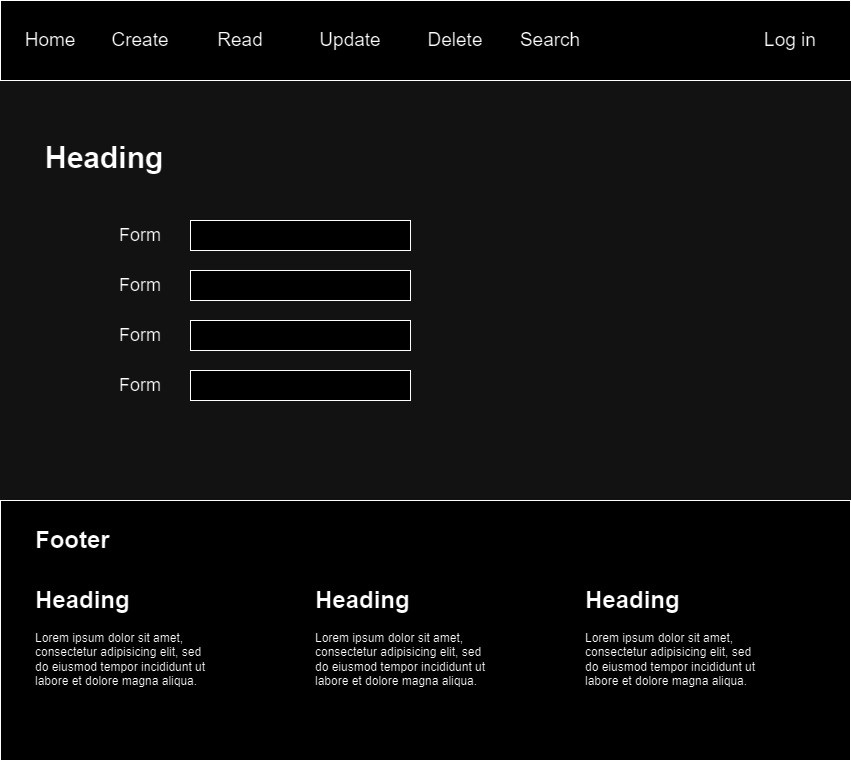 Home Create Read Update Delete Search Log in
Heading
Form
Form
Form
Form
Footer
Heading
Lorem ipsum dolor sit amet,
consectetur adipisicing elit, sed
do eiusmod tempor incididunt ut
labore et dolore magna aliqua.
Heading
Lorem ipsum dolor sit amet,
consectetur adipisicing elit, sed
do eiusmod tempor incididunt ut
labore et dolore magna aliqua.
Heading
Lorem ipsum dolor sit amet,
consectetur adipisicing elit, sed
do eiusmod tempor incididunt ut
labore et dolore magna aliqua.